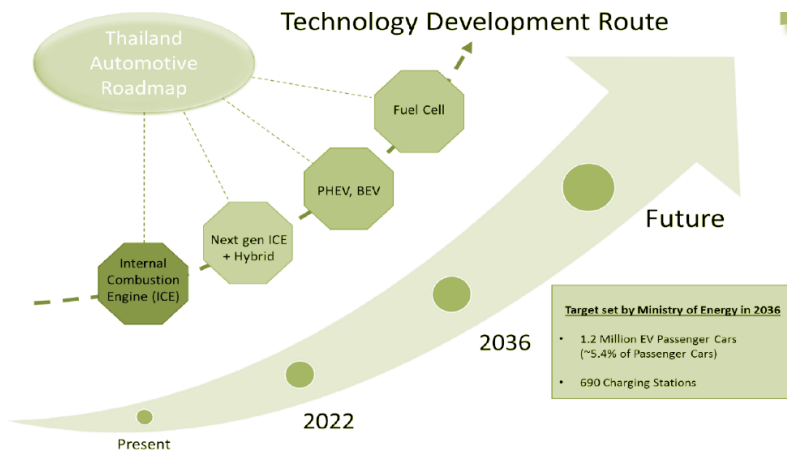 Technology Development Route
Thailand
Automotive
Roadmap
Fuel Cell
PHEV, BEV
Next gen ICE
+ Hybrid
Internal
Combustion
Engine (ICE)
Future
2036
2022
Present
Target set by Ministry of Energy in 2036
• 1.2 Million EV Passenger Cars
(~5.4% of Passenger Cars)
• 690 Charging Stations